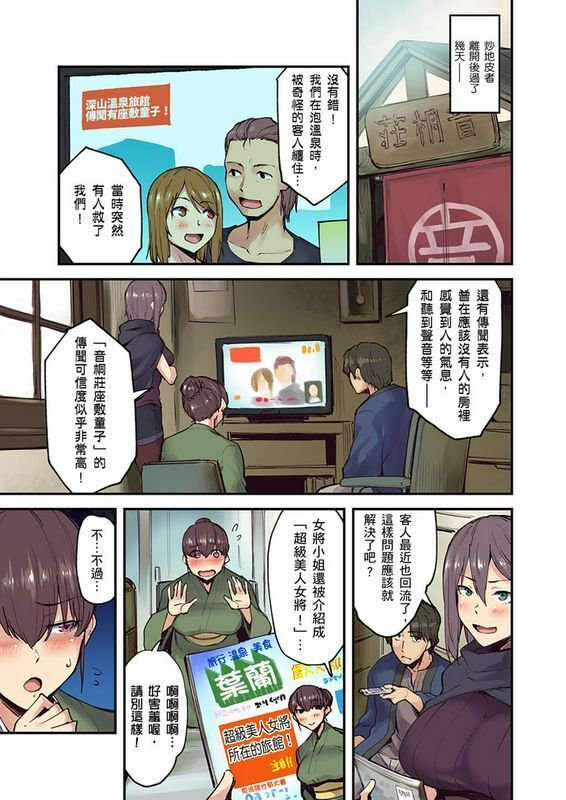 炒地皮者
離開後過了
幾天——
音桐莊
音
沒有錯！
我們在泡溫泉時，
被奇怪的客人纏住…
深山溫泉旅館
傳聞有座敷童子！
當時突然
有人救了
我們！
還有傳聞表示，
曾在應該沒有人的房裡
感覺到人的氣息，
和聽到聲音等等——
「音桐莊座敷童子」的
傳聞可信度似乎非常高！
客人最近也回流了，
這樣問題應該就
解決了吧？
女將小姐還被介紹成
「超級美人女將！」…
旅行 溫泉 美食
葉蘭
超級美人女將
所在的旅館！
注目!!
啊啊啊啊…
好害羞喔，
請別這樣！
不…不過…